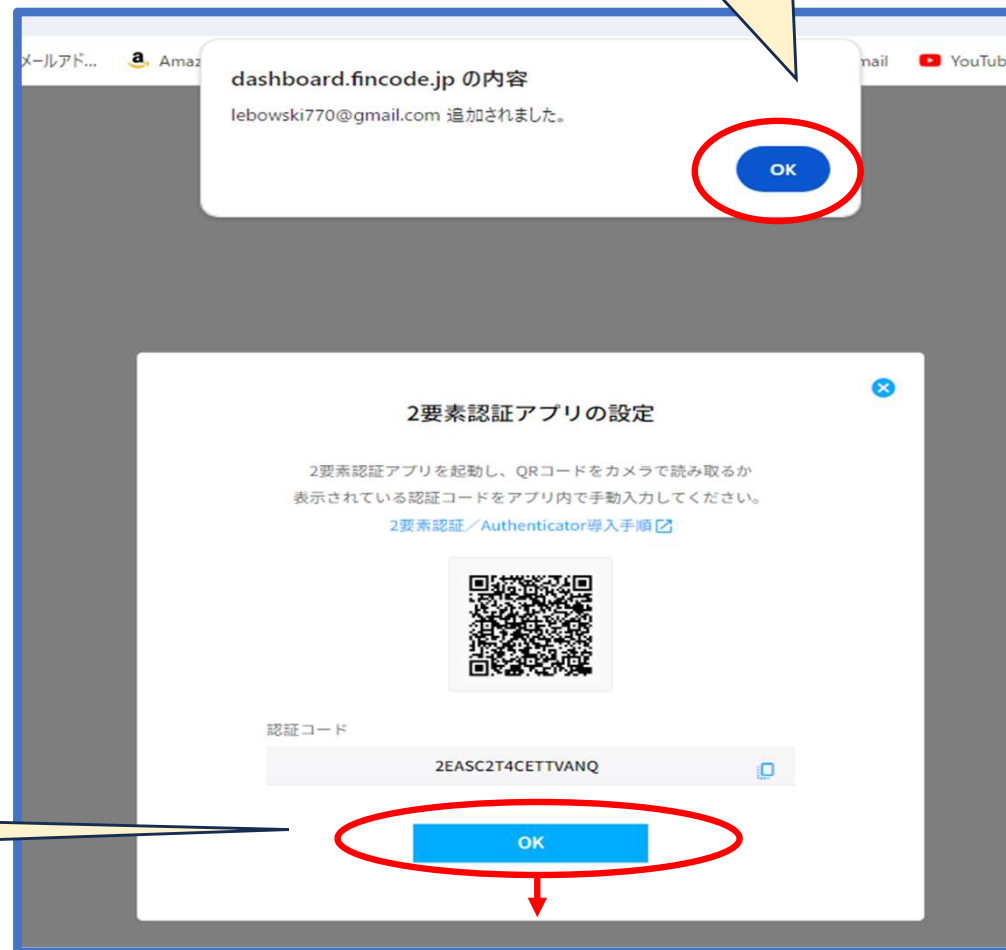 メールアド... Amaz
mail YouTub
dashboard.fincode.jp の内容
lebowski770@gmail.com 追加されました。
OK
2要素認証アプリの設定
2要素認証アプリを起動し、QRコードをカメラで読み取るか
表示されている認証コードをアプリ内で手動入力してください。
2要素認証／Authenticator導入手順
認証コード
2EASC2T4CETTVANQ
OK